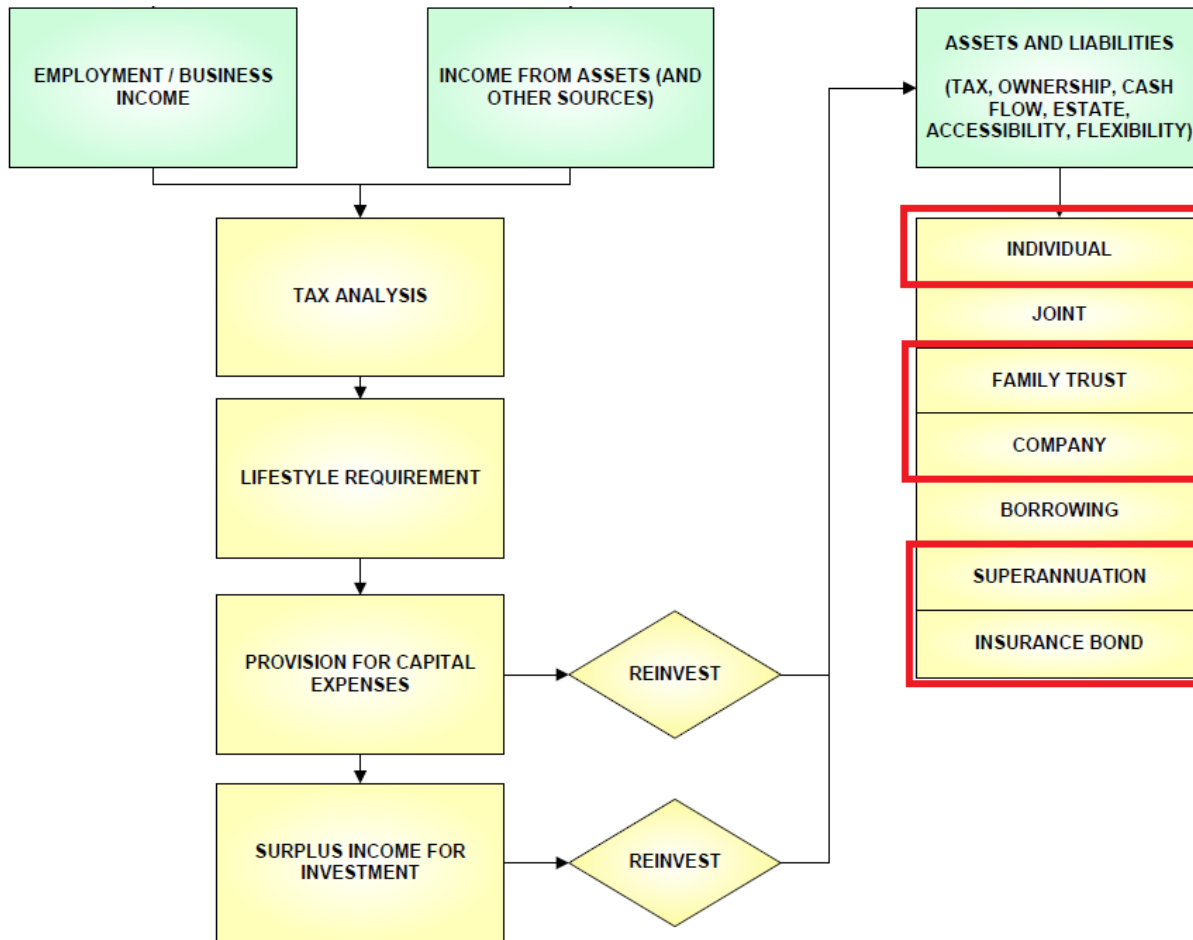 EMPLOYMENT / BUSINESS
INCOME
INCOME FROM ASSETS (AND
OTHER SOURCES)
ASSETS AND LIABILITIES
(TAX, OWNERSHIP, CASH
FLOW, ESTATE,
ACCESSIBILITY, FLEXIBILITY)
TAX ANALYSIS
LIFESTYLE REQUIREMENT
PROVISION FOR CAPITAL
EXPENSES
REINVEST
SURPLUS INCOME FOR
INVESTMENT
REINVEST
INDIVIDUAL
JOINT
FAMILY TRUST
COMPANY
BORROWING
SUPERANNUATION
INSURANCE BOND